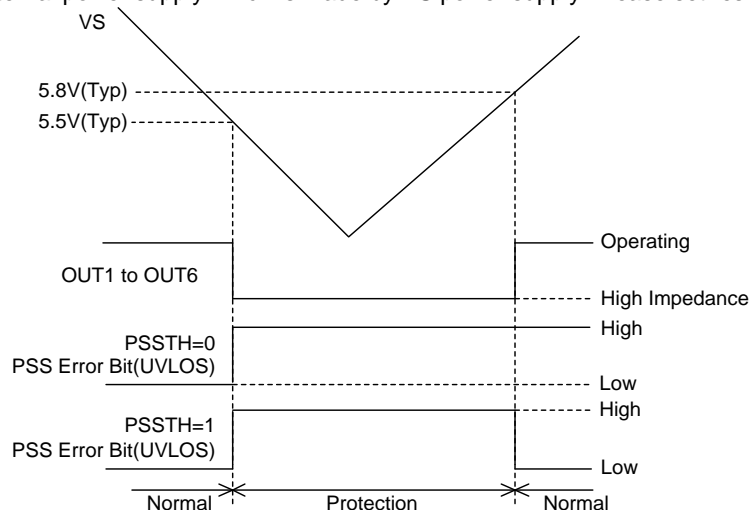 VS
5.8V(Typ)
5.5V(Typ)
OUT1 to OUT6
Operating
High Impedance
PSSTH=0
PSS Error Bit(UVLOS)
High
Low
PSSTH=1
PSS Error Bit(UVLOS)
High
Low
Normal
Protection
Normal